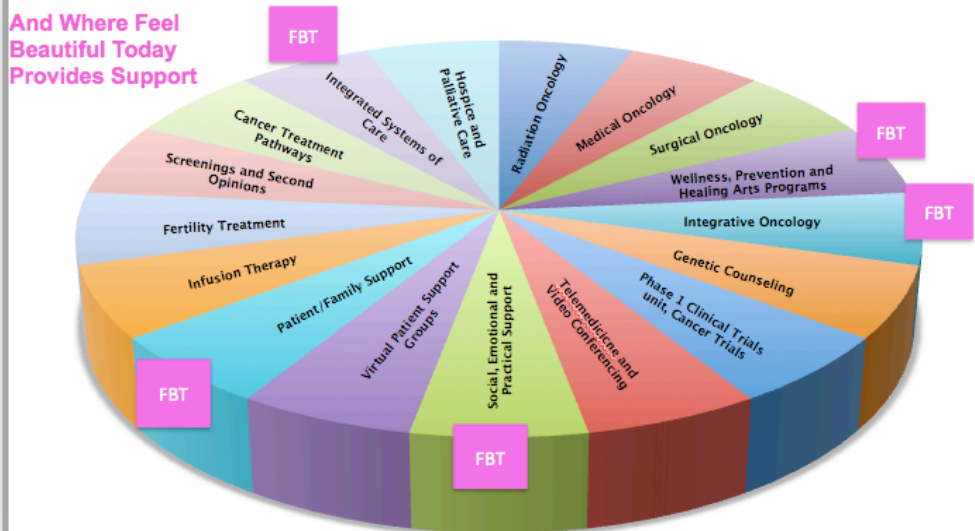 And Where Feel
Beautiful Today
Provides Support
FBT
Hospice and
Palliative Care
Radiation Oncology
Medical Oncology
Surgical Oncology
FBT
Wellness, Prevention and
Healing Arts Programs
Integrative Oncology
FBT
Genetic Counseling
Phase 1 Clinical Trials
unit, Cancer Trials
Telemedicicne and
Video Conferencing
Social, Emotional and
Practical Support
FBT
Virtual Patient Support
Groups
Patient/Family Support
FBT
Infusion Therapy
Fertility Treatment
Screenings and Second
Opinions
Cancer Treatment
Pathways
Integrated Systems of
Care